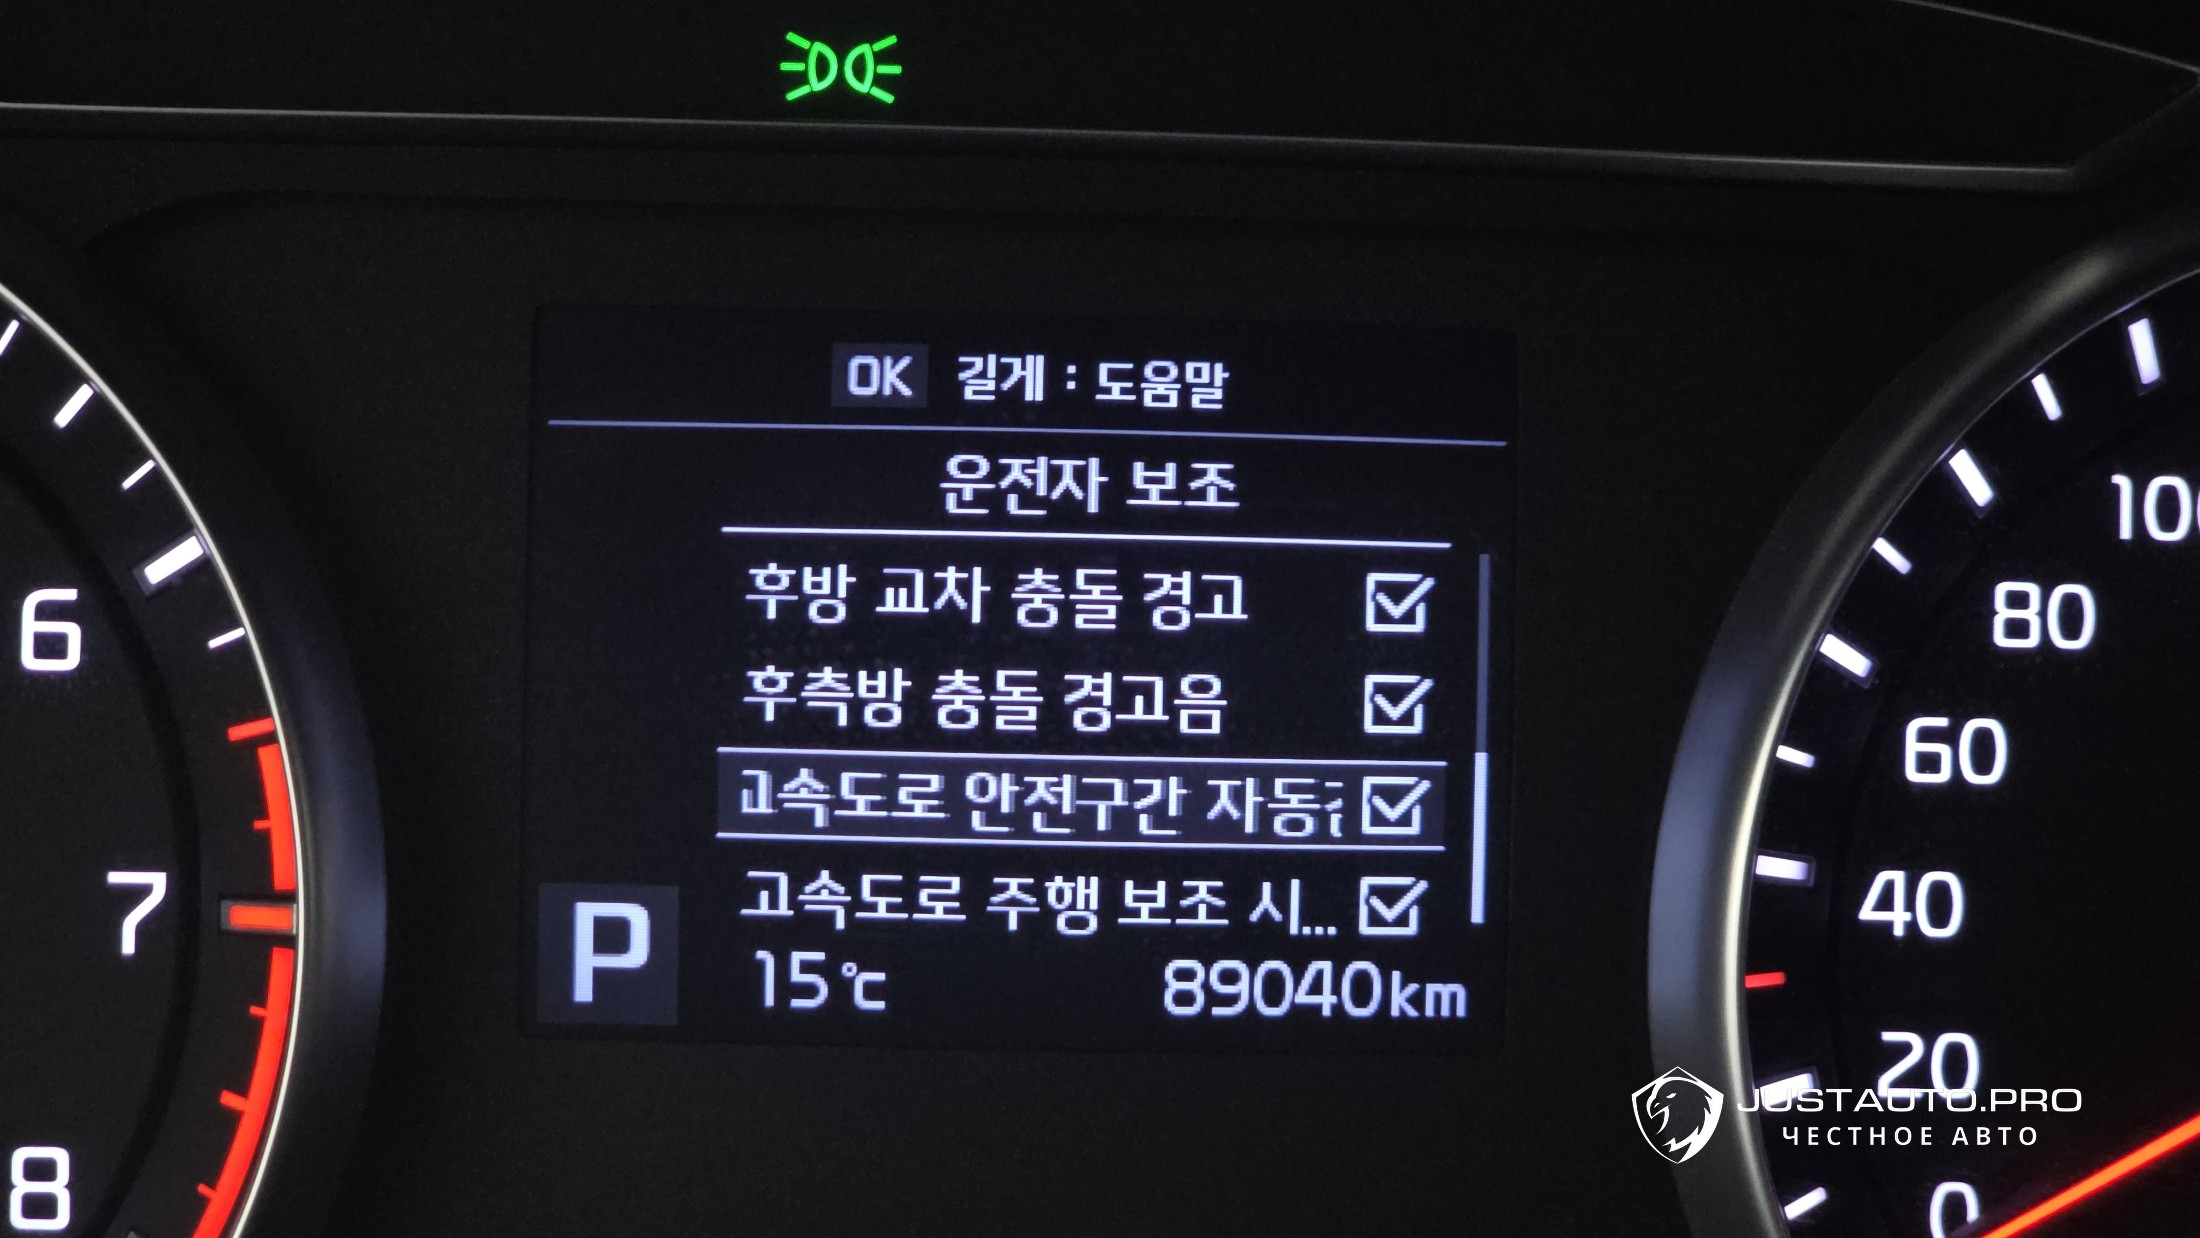 OK 길게 : 도움말
운전자 보조
후방 교차 충돌 경고
후측방 충돌 경고음
고속도로 안전구간 자동
고속도로 주행 보조 시...
P
15℃ 89040km
6
7
8
100
80
60
40
20
0
JUSTAUTO.PRO
ЧЕСТНОЕ АВТО